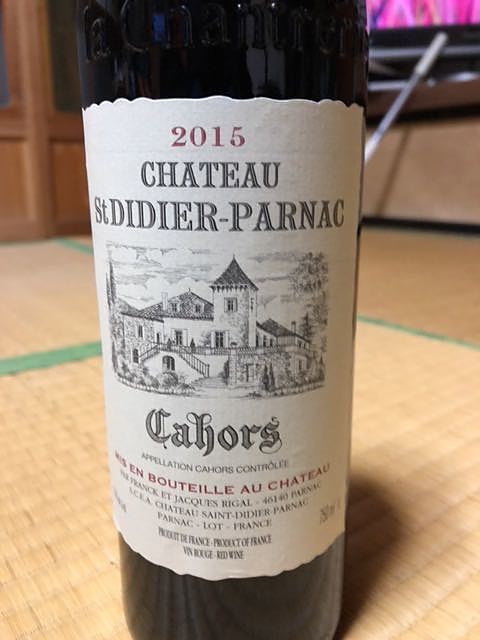 2015
CHATEAU
St DIDIER-PARNAC
Cahors
APPELLATION CAHORS CONTRÔLÉE
MIS EN BOUTEILLE AU CHATEAU
PAR FRANCK ET JACQUES RIGAL - 46140 PARNAC
S.C.E.A. CHATEAU SAINT-DIDIER-PARNAC
PARNAC - LOT - FRANCE
750 ml
PRODUIT DE FRANCE - PRODUCT OF FRANCE
VIN ROUGE - RED WINE